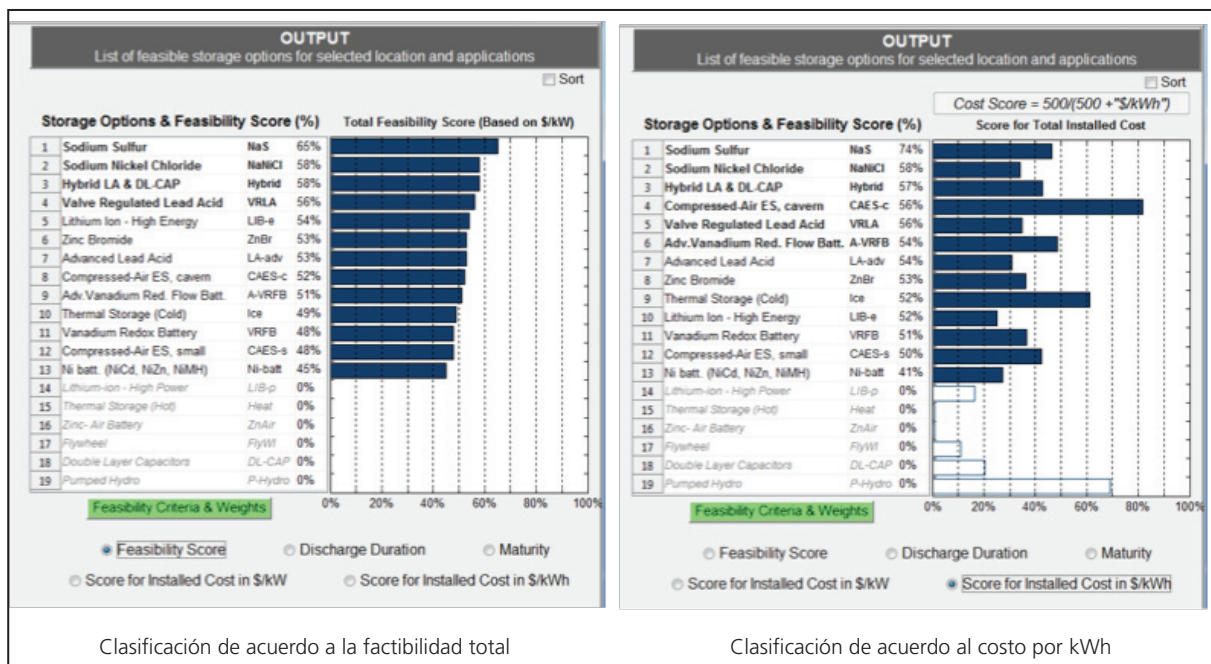 OUTPUT
List of feasible storage options for selected location and applications
Sort
Storage Options & Feasibility Score (%)
Total Feasibility Score (Based on $/kW)
1 Sodium Sulfur NaS 65%
2 Sodium Nickel Chloride NaNiCl 58%
3 Hybrid LA & DL-CAP Hybrid 58%
4 Valve Regulated Lead Acid VRLA 56%
5 Lithium Ion - High Energy LIB-e 54%
6 Zinc Bromide ZnBr 53%
7 Advanced Lead Acid LA-adv 53%
8 Compressed-Air ES, cavern CAES-c 52%
9 Adv.Vanadium Red. Flow Batt. A-VRFB 51%
10 Thermal Storage (Cold) Ice 49%
11 Vanadium Redox Battery VRFB 48%
12 Compressed-Air ES, small CAES-s 48%
13 Ni batt. (NiCd, NiZn, NiMH) Ni-batt 45%
14 Lithium-ion - High Power LIB-p 0%
15 Thermal Storage (Hot) Heat 0%
16 Zinc- Air Battery ZnAir 0%
17 Flywheel FlyWl 0%
18 Double Layer Capacitors DL-CAP 0%
19 Pumped Hydro P-Hydro 0%
0% 20% 40% 60% 80% 100%
Feasibility Criteria & Weights
Feasibility Score Discharge Duration Maturity
Score for Installed Cost in $/kW Score for Installed Cost in $/kWh
Clasificación de acuerdo a la factibilidad total
OUTPUT
List of feasible storage options for selected location and applications
Sort
Cost Score = 500/(500 +"$/kWh")
Storage Options & Feasibility Score (%)
Score for Total Installed Cost
1 Sodium Sulfur NaS 74%
2 Sodium Nickel Chloride NaNiCl 58%
3 Hybrid LA & DL-CAP Hybrid 57%
4 Compressed-Air ES, cavern CAES-c 56%
5 Valve Regulated Lead Acid VRLA 56%
6 Adv.Vanadium Red. Flow Batt. A-VRFB 54%
7 Advanced Lead Acid LA-adv 54%
8 Zinc Bromide ZnBr 53%
9 Thermal Storage (Cold) Ice 52%
10 Lithium Ion - High Energy LIB-e 52%
11 Vanadium Redox Battery VRFB 51%
12 Compressed-Air ES, small CAES-s 50%
13 Ni batt. (NiCd, NiZn, NiMH) Ni-batt 41%
14 Lithium-ion - High Power LIB-p 0%
15 Thermal Storage (Hot) Heat 0%
16 Zinc- Air Battery ZnAir 0%
17 Flywheel FlyWl 0%
18 Double Layer Capacitors DL-CAP 0%
19 Pumped Hydro P-Hydro 0%
0% 20% 40% 60% 80% 100%
Feasibility Criteria & Weights
Feasibility Score Discharge Duration Maturity
Score for Installed Cost in $/kW Score for Installed Cost in $/kWh
Clasificación de acuerdo al costo por kWh